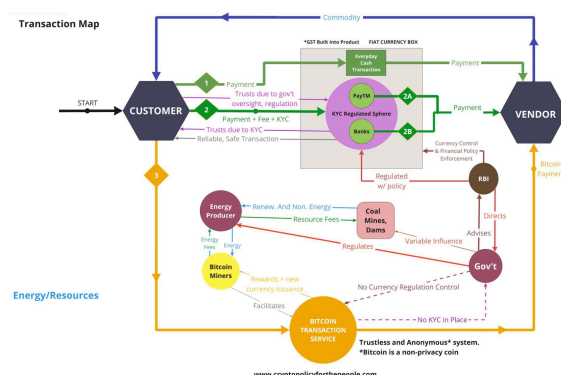 Transaction Map
Commodity
*GST Built into Product
FIAT CURRENCY BOX
Everyday
Cash
Transaction
1
Payment
Payment
Trusts due to gov't
oversight, regulation
START
CUSTOMER
2
Payment + Fee + KYC
Trusts due to KYC
Reliable, Safe Transaction
PayTM
KYC Regulated Sphere
Banks
2A
2B
Payment
VENDOR
Currency Control
& Financial Policy
Enforcement
Bitcoin
Payment
3
Regulated
w/ policy
RBI
Energy
Producer
Renew. And Non. Energy
Resource Fees
Coal
Mines,
Dams
Directs
Advises
Variable Influence
Regulates
Energy
Fees
Energy
Gov't
Bitcoin
Miners
Energy/Resources
Rewards + new
currency issuance
No Currency Regulation Control
Facilitates
BITCOIN
TRANSACTION
SERVICE
No KYC in Place
Trustless and Anonymous* system.
*Bitcoin is a non-privacy coin
www.cryptopolicyforthepeople.com